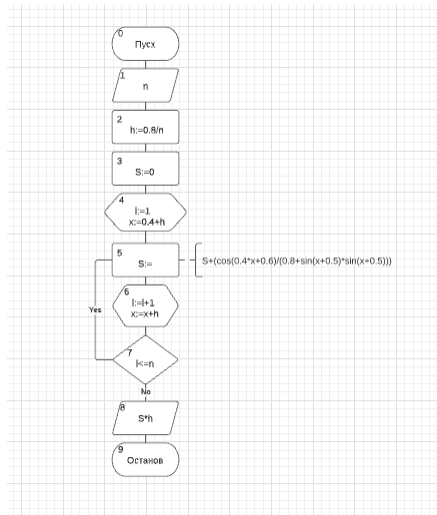 0
Пуск
1
n
2
h:=0.8/n
3
S:=0
4
I:=1
x:=0.4+h
5
S:=
S+(cos(0.4*x+0.6)/(0.8+sin(x+0.5)*sin(x+0.5)))
6
I:=I+1
x:=x+h
Yes
7
I<=n
No
8
S*h
9
Останов